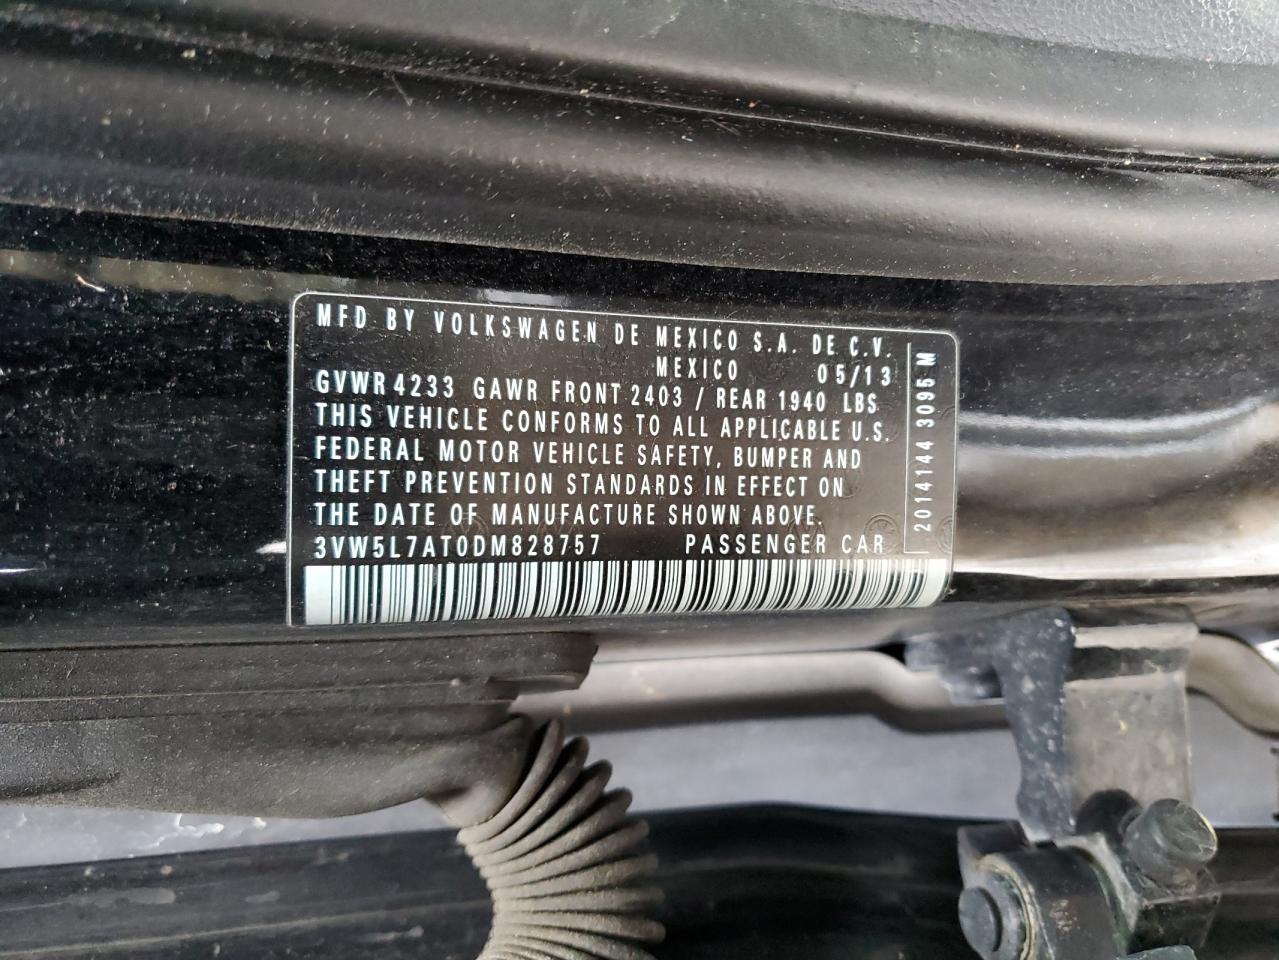 MFD BY VOLKSWAGEN DE MEXICO S.A. DE C.V.
MEXICO 05/13
GVWR 4233 GAWR FRONT 2403 / REAR 1940 LBS
THIS VEHICLE CONFORMS TO ALL APPLICABLE U.S.
FEDERAL MOTOR VEHICLE SAFETY, BUMPER AND
THEFT PREVENTION STANDARDS IN EFFECT ON
THE DATE OF MANUFACTURE SHOWN ABOVE.
3VW5L7AT0DM828757 PASSENGER CAR
2014144 3095 M